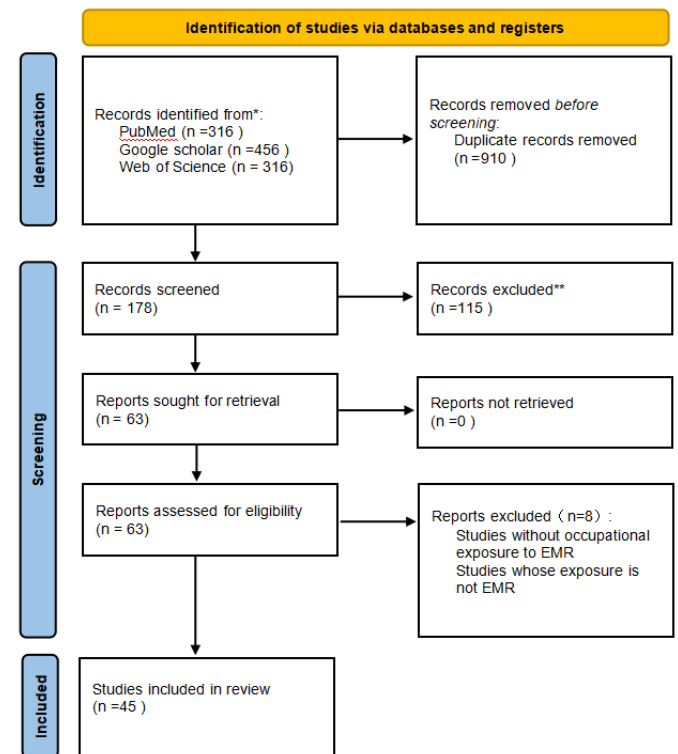 Identification of studies via databases and registers
Identification
Records identified from*:
PubMed (n =316 )
Google scholar (n =456 )
Web of Science (n = 316)
Records removed before
screening:
Duplicate records removed
(n =910 )
Screening
Records screened
(n = 178)
Records excluded**
(n =115 )
Reports sought for retrieval
(n = 63)
Reports not retrieved
(n =0 )
Reports assessed for eligibility
(n = 63)
Reports excluded（n=8）:
Studies without occupational
exposure to EMR
Studies whose exposure is
not EMR
Included
Studies included in review
(n =45 )